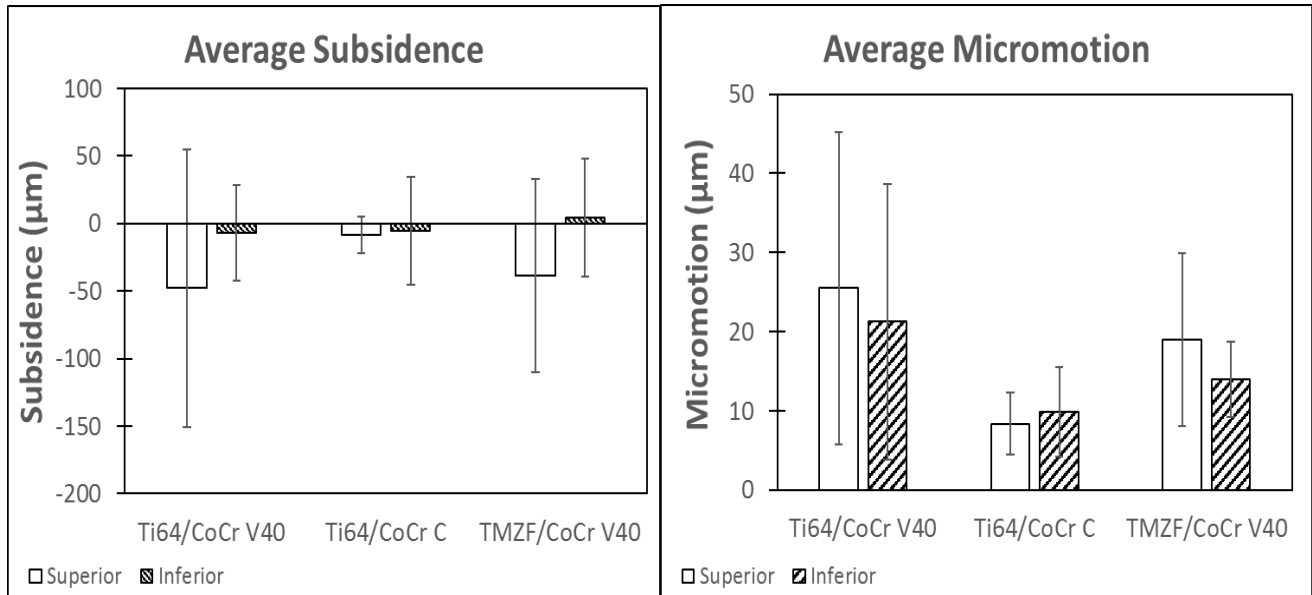 Average Subsidence
Subsidence (µm)
100
50
0
-50
-100
-150
-200
Ti64/CoCr V40
Ti64/CoCr C
TMZF/CoCr V40
Superior
Inferior
Average Micromotion
Micromotion (µm)
50
40
30
20
10
0
Ti64/CoCr V40
Ti64/CoCr C
TMZF/CoCr V40
Superior
Inferior